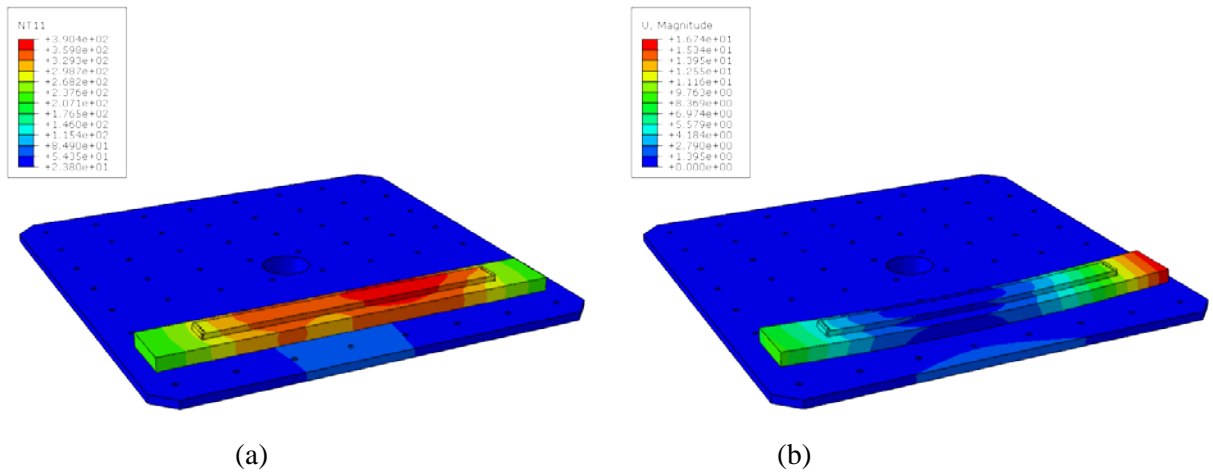 NT11
+3.904e+02
+3.598e+02
+3.293e+02
+2.987e+02
+2.682e+02
+2.376e+02
+2.071e+02
+1.765e+02
+1.460e+02
+1.154e+02
+8.490e+01
+5.435e+01
+2.380e+01
U, Magnitude
+1.674e+01
+1.534e+01
+1.395e+01
+1.255e+01
+1.116e+01
+9.763e+00
+8.369e+00
+6.974e+00
+5.579e+00
+4.184e+00
+2.790e+00
+1.395e+00
+0.000e+00
(a)
(b)